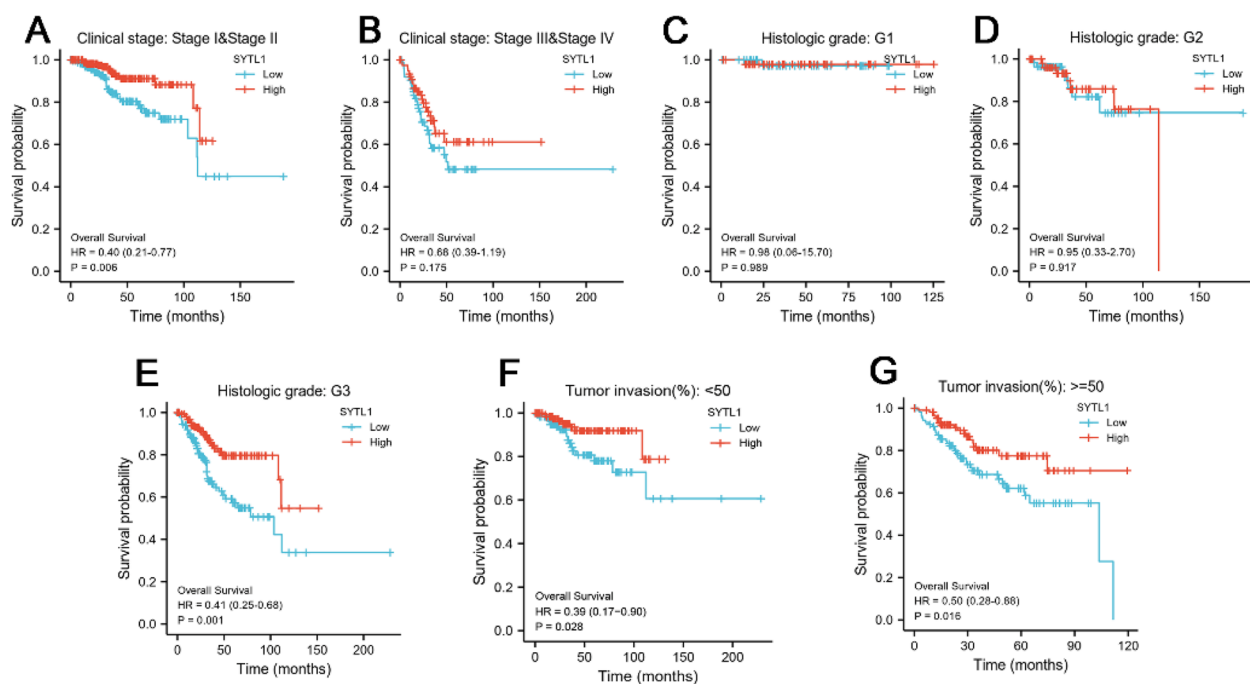 A
Clinical stage: Stage I&Stage II
SYTL1
Low
High
1.0
0.8
0.6
0.4
0.2
0.0
Survival probability
Overall Survival
HR = 0.40 (0.21-0.77)
P = 0.006
0 50 100 150
Time (months)
B
Clinical stage: Stage III&Stage IV
SYTL1
Low
High
1.0
0.8
0.6
0.4
0.2
0.0
Survival probability
Overall Survival
HR = 0.68 (0.39-1.19)
P = 0.175
0 50 100 150 200
Time (months)
C
Histologic grade: G1
SYTL1
Low
High
1.0
0.8
0.6
0.4
0.2
0.0
Survival probability
Overall Survival
HR = 0.98 (0.06-15.70)
P = 0.989
0 25 50 75 100 125
Time (months)
D
Histologic grade: G2
SYTL1
Low
High
1.0
0.8
0.6
0.4
0.2
0.0
Survival probability
Overall Survival
HR = 0.95 (0.33-2.70)
P = 0.917
0 50 100 150
Time (months)
E
Histologic grade: G3
SYTL1
Low
High
1.0
0.8
0.6
0.4
0.2
0.0
Survival probability
Overall Survival
HR = 0.41 (0.25-0.68)
P = 0.001
0 50 100 150 200
Time (months)
F
Tumor invasion(%): <50
SYTL1
Low
High
1.0
0.8
0.6
0.4
0.2
0.0
Survival probability
Overall Survival
HR = 0.39 (0.17−0.90)
P = 0.028
0 50 100 150 200
Time (months)
G
Tumor invasion(%): >=50
SYTL1
Low
High
1.0
0.8
0.6
0.4
0.2
0.0
Survival probability
Overall Survival
HR = 0.50 (0.28-0.88)
P = 0.016
0 30 60 90 120
Time (months)